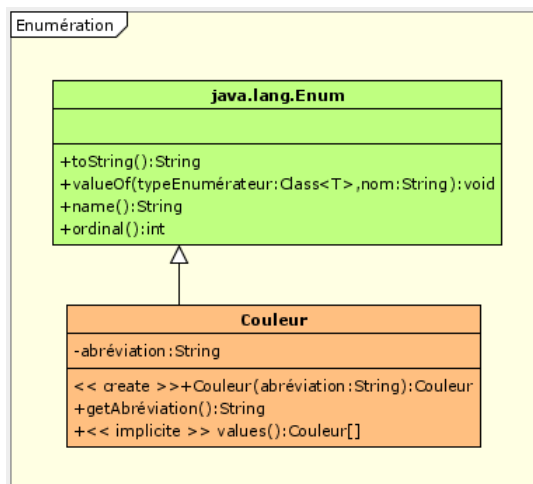 Enumération
java.lang.Enum
+toString():String
+valueOf(typeEnumérateur:Class<T>,nom:String):void
+name():String
+ordinal():int
Couleur
-abréviation:String
<< create >>+Couleur(abréviation:String):Couleur
+getAbréviation():String
+<< implicite >> values():Couleur[]